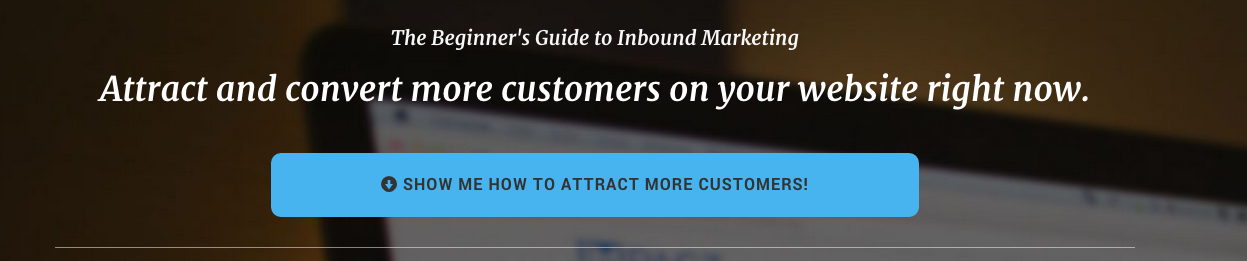 The Beginner's Guide to Inbound Marketing
Attract and convert more customers on your website right now.
SHOW ME HOW TO ATTRACT MORE CUSTOMERS!